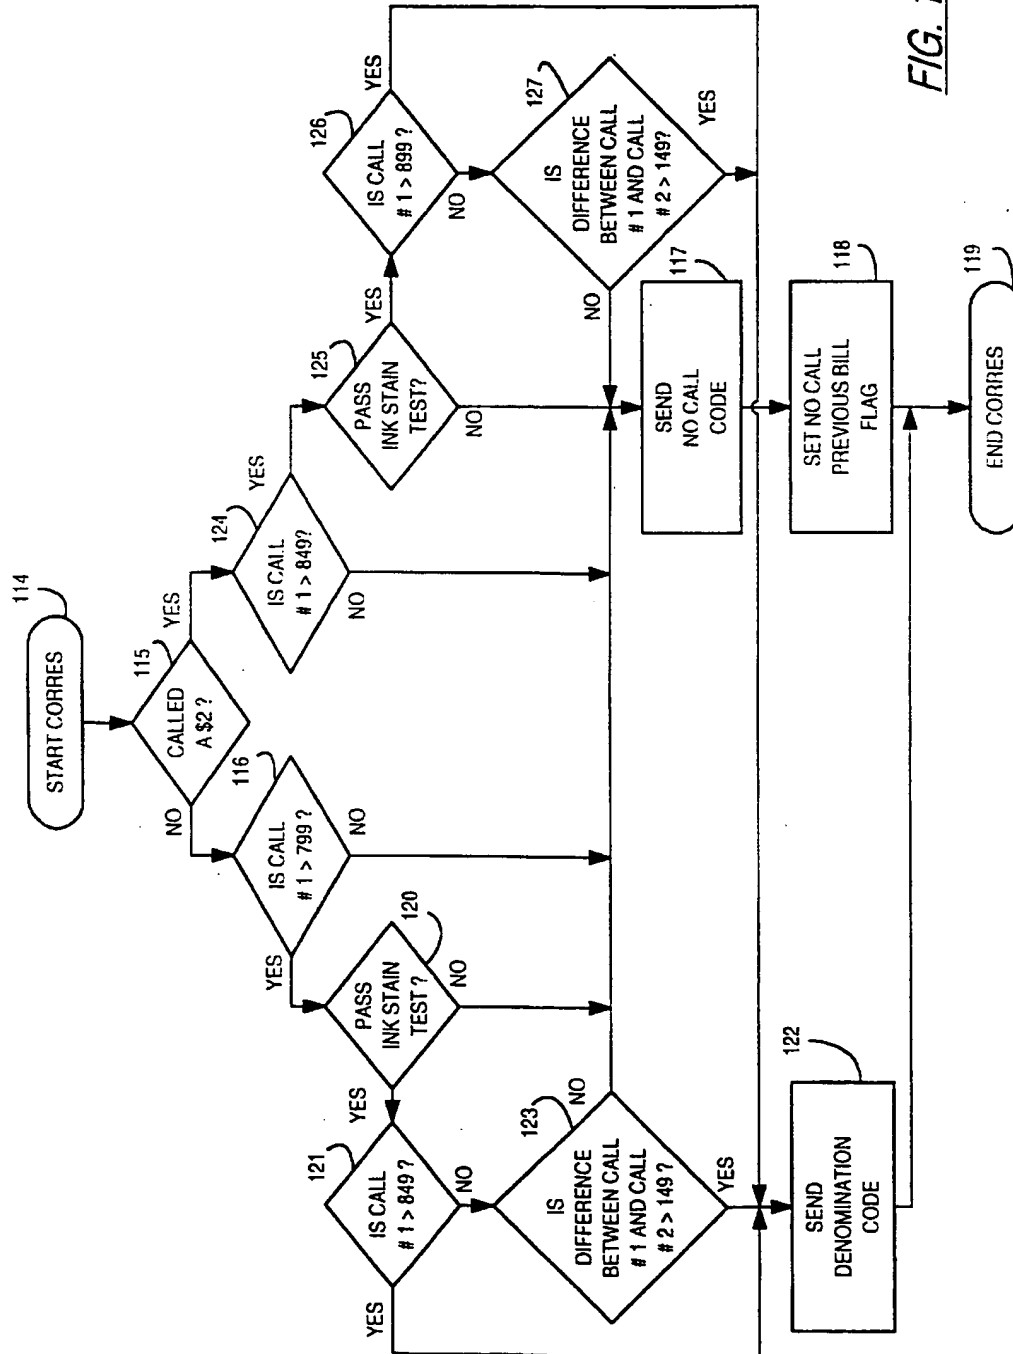 START CORRES
114
CALLED
A $2 ?
115
NO
YES
IS CALL
# 1 > 799 ?
116
YES
NO
IS CALL
# 1 > 849?
124
YES
NO
PASS
INK STAIN
TEST ?
120
YES
NO
PASS
INK STAIN
TEST?
125
YES
NO
IS CALL
# 1 > 849 ?
121
YES
NO
IS CALL
# 1 > 899 ?
126
YES
NO
IS
DIFFERENCE
BETWEEN CALL
# 1 AND CALL
# 2 > 149?
123
NO
YES
IS
DIFFERENCE
BETWEEN CALL
# 1 AND CALL
# 2 > 149?
127
NO
YES
SEND
NO CALL
CODE
117
SET NO CALL
PREVIOUS BILL
FLAG
118
SEND
DENOMINATION
CODE
122
END CORRES
119
FIG.